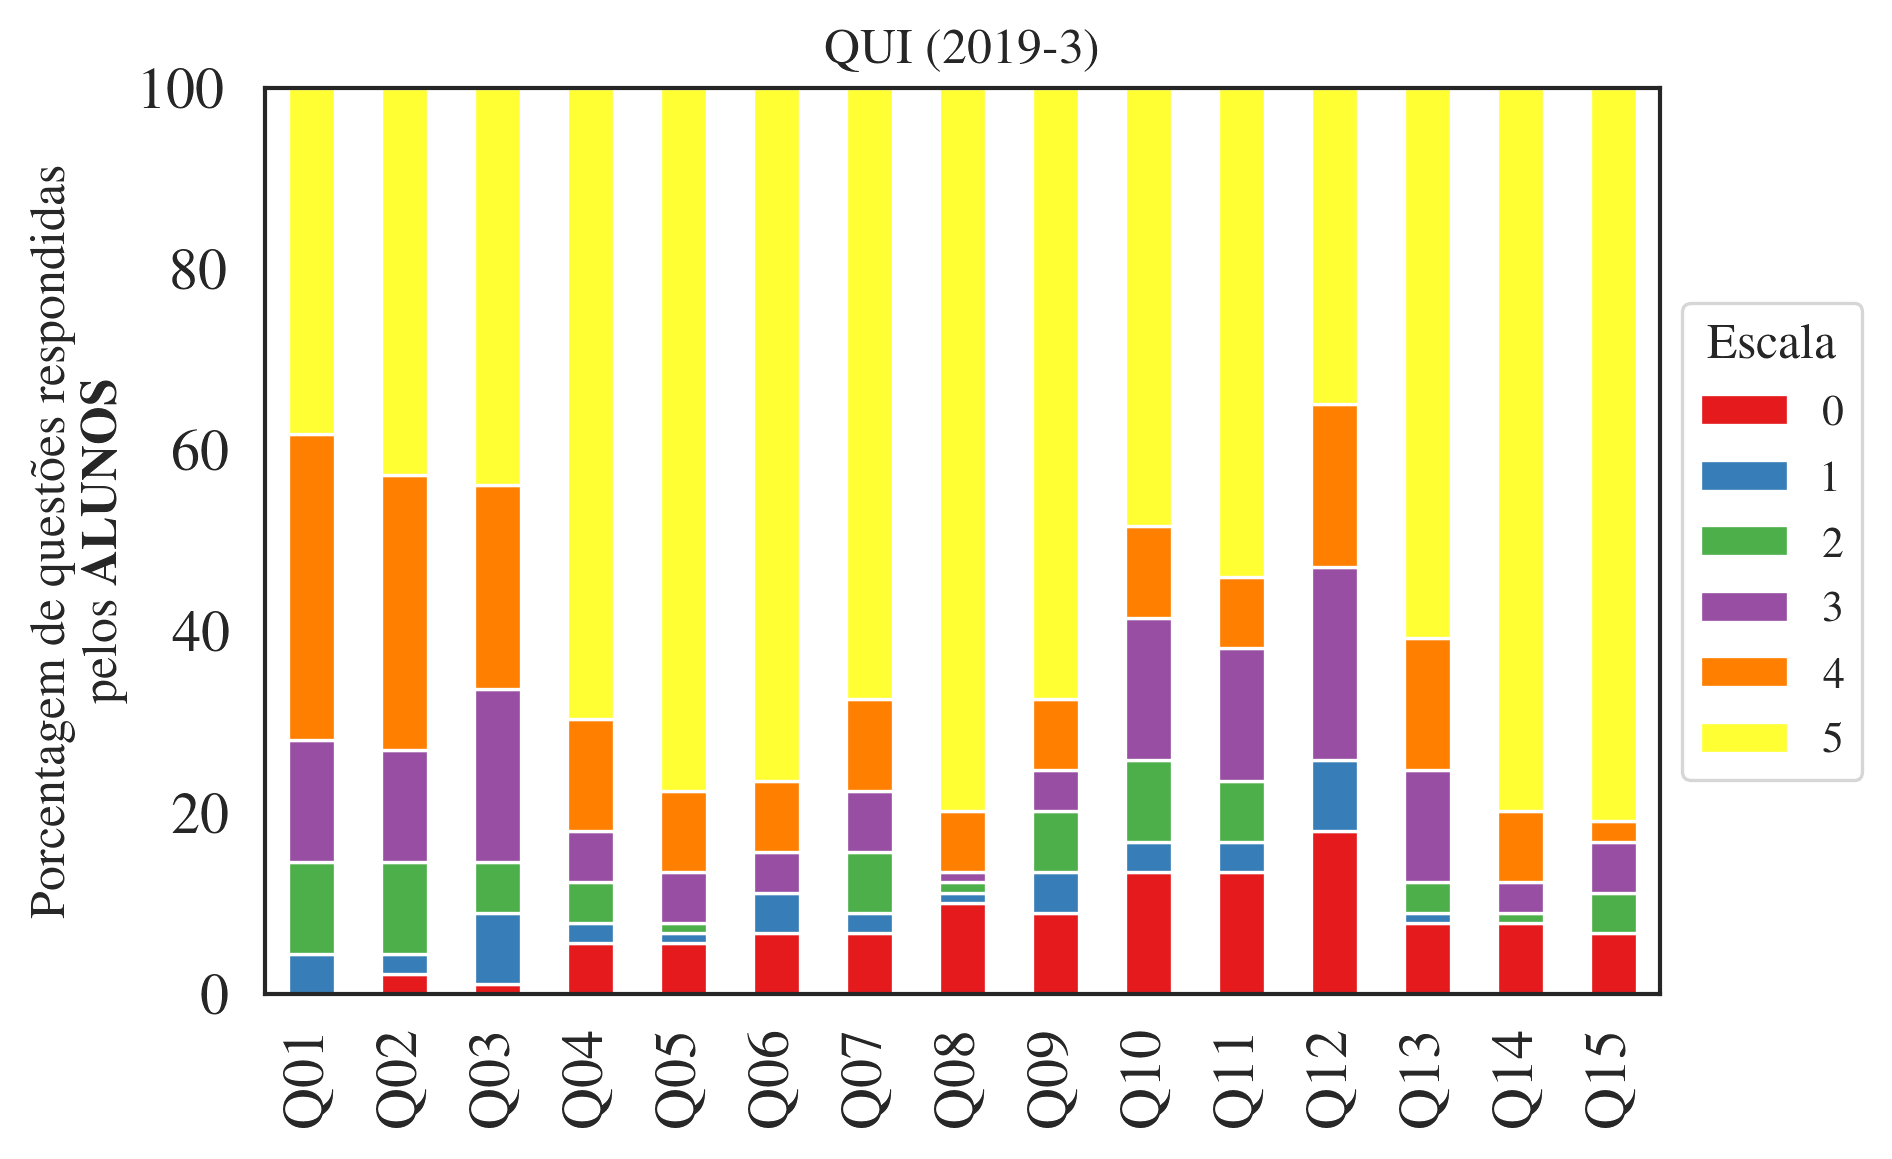 QUI (2019-3)
Porcentagem de questões respondidas
pelos ALUNOS
100
80
60
40
20
0
Q01
Q02
Q03
Q04
Q05
Q06
Q07
Q08
Q09
Q10
Q11
Q12
Q13
Q14
Q15
Escala
0
1
2
3
4
5